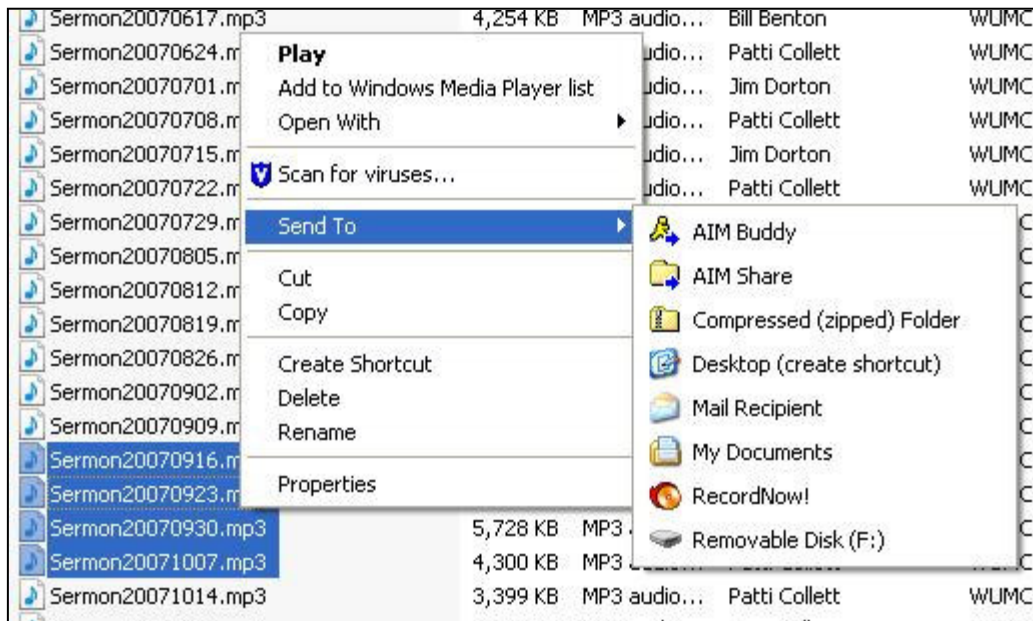 Sermon20070617.mp3 4,254 KB MP3 audio... Bill Benton WUMC
Sermon20070624.m udio... Patti Collett WUMC
Sermon20070701.m udio... Jim Dorton WUMC
Sermon20070708.m udio... Patti Collett WUMC
Sermon20070715.m udio... Jim Dorton WUMC
Sermon20070722.m udio... Patti Collett WUMC
Sermon20070729.m
Sermon20070805.m
Sermon20070812.m
Sermon20070819.m
Sermon20070826.m
Sermon20070902.m
Sermon20070909.m
Sermon20070916.m
Sermon20070923.m
Sermon20070930.mp3 5,728 KB MP3
Sermon20071007.mp3 4,300 KB MP3
Sermon20071014.mp3 3,399 KB MP3 audio... Patti Collett WUMC
Play
Add to Windows Media Player list
Open With
Scan for viruses...
Send To
Cut
Copy
Create Shortcut
Delete
Rename
Properties
AIM Buddy
AIM Share
Compressed (zipped) Folder
Desktop (create shortcut)
Mail Recipient
My Documents
RecordNow!
Removable Disk (F:)